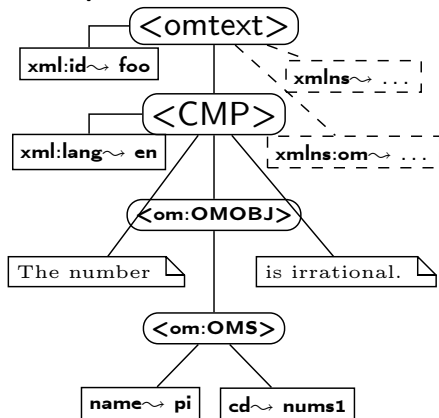 <omtext>
xml:id↝ foo
xmlns↝ ...
<CMP>
xml:lang↝ en
xmlns:om↝ ...
<om:OMOBJ>
The number
is irrational.
<om:OMS>
name↝ pi
cd↝ nums1